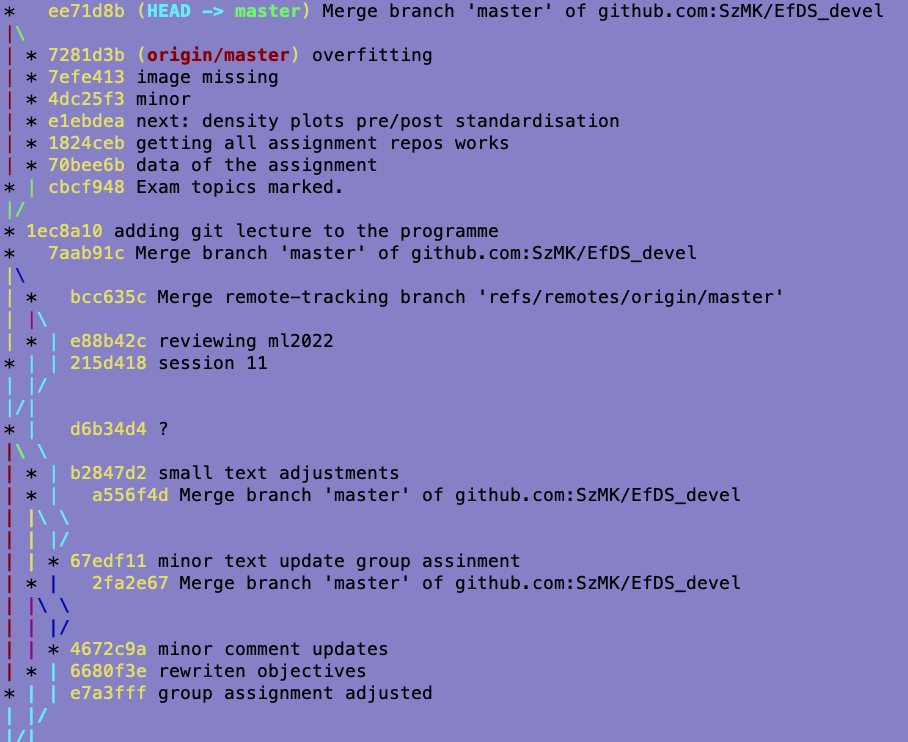 *   ee71d8b (HEAD -> master) Merge branch 'master' of github.com:SzMK/EfDS_devel
|\
| * 7281d3b (origin/master) overfitting
| * 7efe413 image missing
| * 4dc25f3 minor
| * e1ebdea next: density plots pre/post standardisation
| * 1824ceb getting all assignment repos works
| * 70bee6b data of the assignment
* | cbcf948 Exam topics marked.
|/
* 1ec8a10 adding git lecture to the programme
*   7aab91c Merge branch 'master' of github.com:SzMK/EfDS_devel
|\
| *   bcc635c Merge remote-tracking branch 'refs/remotes/origin/master'
| |\
| * | e88b42c reviewing ml2022
* | | 215d418 session 11
| |/
|/|
* |   d6b34d4 ?
|\ \
| * | b2847d2 small text adjustments
| * |   a556f4d Merge branch 'master' of github.com:SzMK/EfDS_devel
| |\ \
| | |/
| | * 67edf11 minor text update group assinment
| * |   2fa2e67 Merge branch 'master' of github.com:SzMK/EfDS_devel
| |\ \
| | |/
| | * 4672c9a minor comment updates
| * | 6680f3e rewriten objectives
* | | e7a3fff group assignment adjusted
| |/
|/|